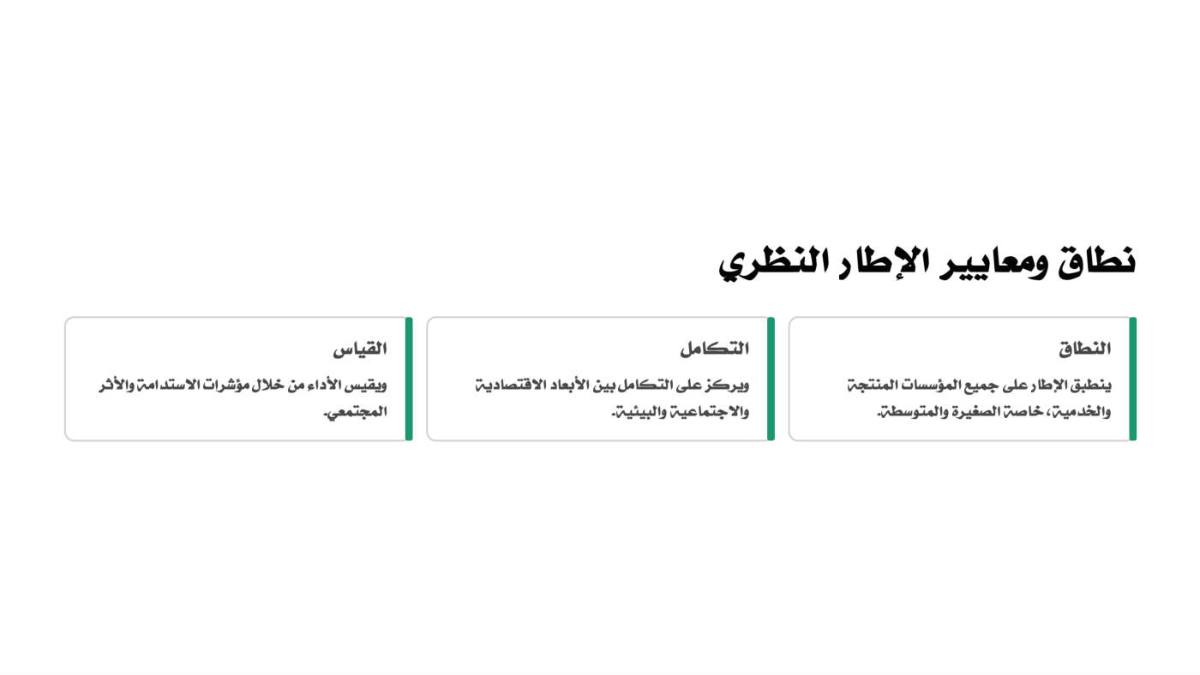 نطاق ومعايير الإطار النظري
النطاق
ينطبق الإطار على جميع المؤسسات المنتجة
والخدمية، خاصة الصغيرة والمتوسطة.
التكامل
ويركز على التكامل بين الأبعاد الاقتصادية
والاجتماعية والبيئية.
القياس
ويقيس الأداء من خلال مؤشرات الاستدامة والأثر
المجتمعي.